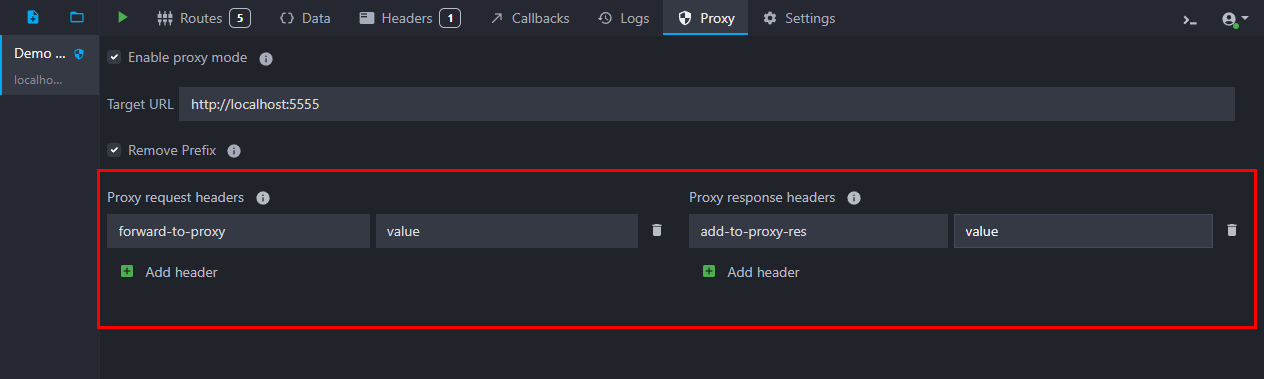 Routes 5 Data Headers 1 Callbacks Logs Proxy Settings
Demo ...
localho...
Enable proxy mode
Target URL http://localhost:5555
Remove Prefix
Proxy request headers Proxy response headers
forward-to-proxy value add-to-proxy-res value
Add header Add header